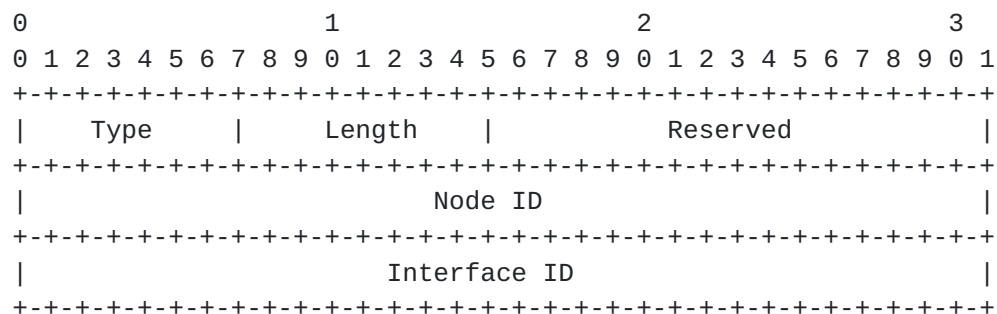 0                   1                   2                   3
0 1 2 3 4 5 6 7 8 9 0 1 2 3 4 5 6 7 8 9 0 1 2 3 4 5 6 7 8 9 0 1
+-+-+-+-+-+-+-+-+-+-+-+-+-+-+-+-+-+-+-+-+-+-+-+-+-+-+-+-+-+-+-+
|    Type     |     Length    |           Reserved            |
+-+-+-+-+-+-+-+-+-+-+-+-+-+-+-+-+-+-+-+-+-+-+-+-+-+-+-+-+-+-+-+
|                          Node ID                            |
+-+-+-+-+-+-+-+-+-+-+-+-+-+-+-+-+-+-+-+-+-+-+-+-+-+-+-+-+-+-+-+
|                       Interface ID                          |
+-+-+-+-+-+-+-+-+-+-+-+-+-+-+-+-+-+-+-+-+-+-+-+-+-+-+-+-+-+-+-+